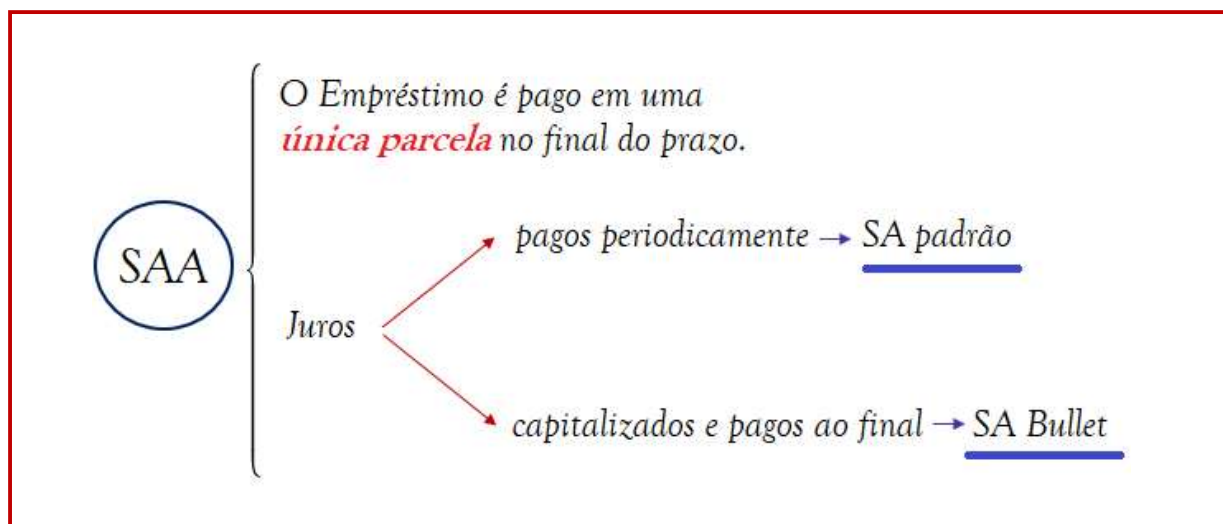 O Empréstimo é pago em uma
única parcela no final do prazo.
pagos periodicamente → SA padrão
SAA
Juros
capitalizados e pagos ao final → SA Bullet